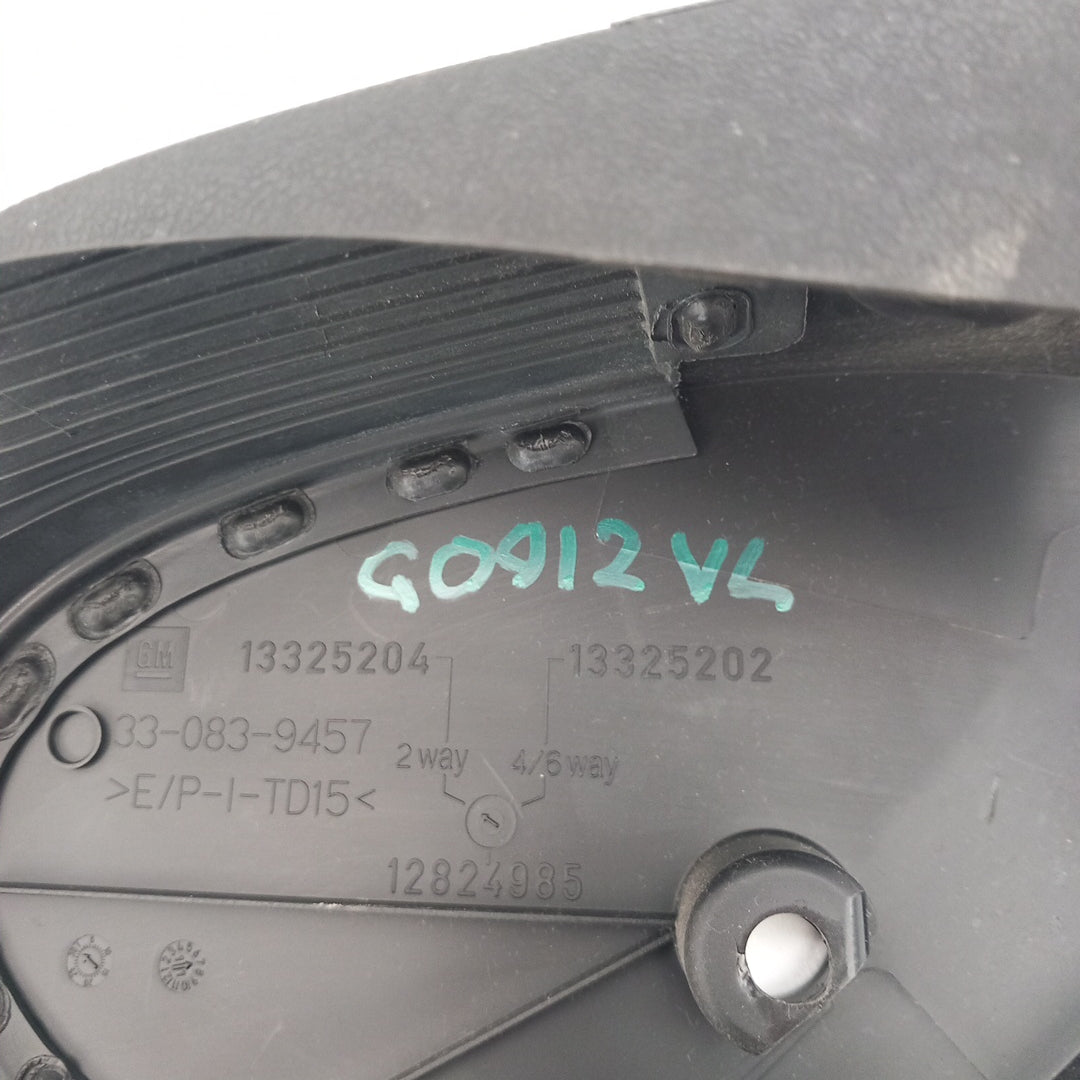 G0912 VL
GM 13325204 13325202
33-083-9457
2 way 4/6 way
>E/P-I-TD15<
12824985